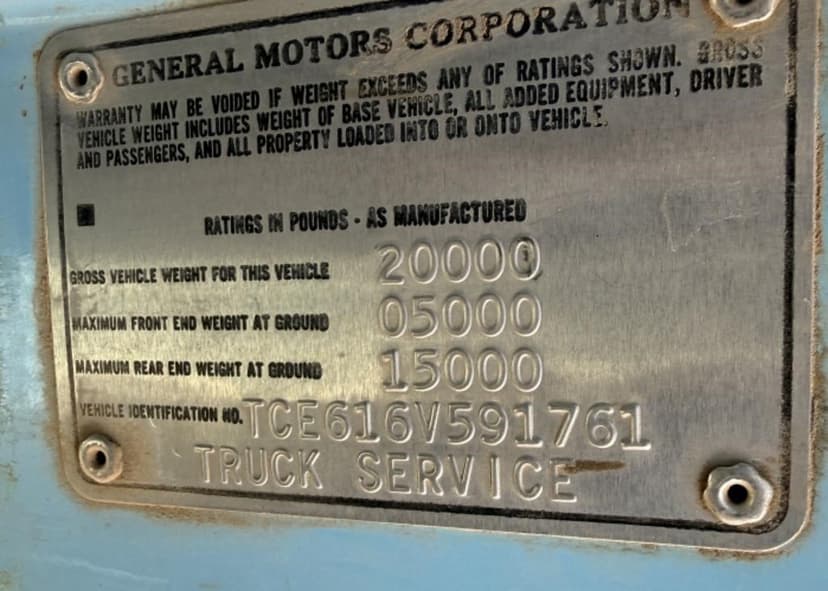 GENERAL MOTORS CORPORATION
WARRANTY MAY BE VOIDED IF WEIGHT EXCEEDS ANY OF RATINGS SHOWN. GROSS
VEHICLE WEIGHT INCLUDES WEIGHT OF BASE VEHICLE, ALL ADDED EQUIPMENT, DRIVER
AND PASSENGERS, AND ALL PROPERTY LOADED INTO OR ONTO VEHICLE.
RATINGS IN POUNDS - AS MANUFACTURED
GROSS VEHICLE WEIGHT FOR THIS VEHICLE 20000
MAXIMUM FRONT END WEIGHT AT GROUND 05000
MAXIMUM REAR END WEIGHT AT GROUND 15000
VEHICLE IDENTIFICATION NO. TCE616V591761
TRUCK SERVICE